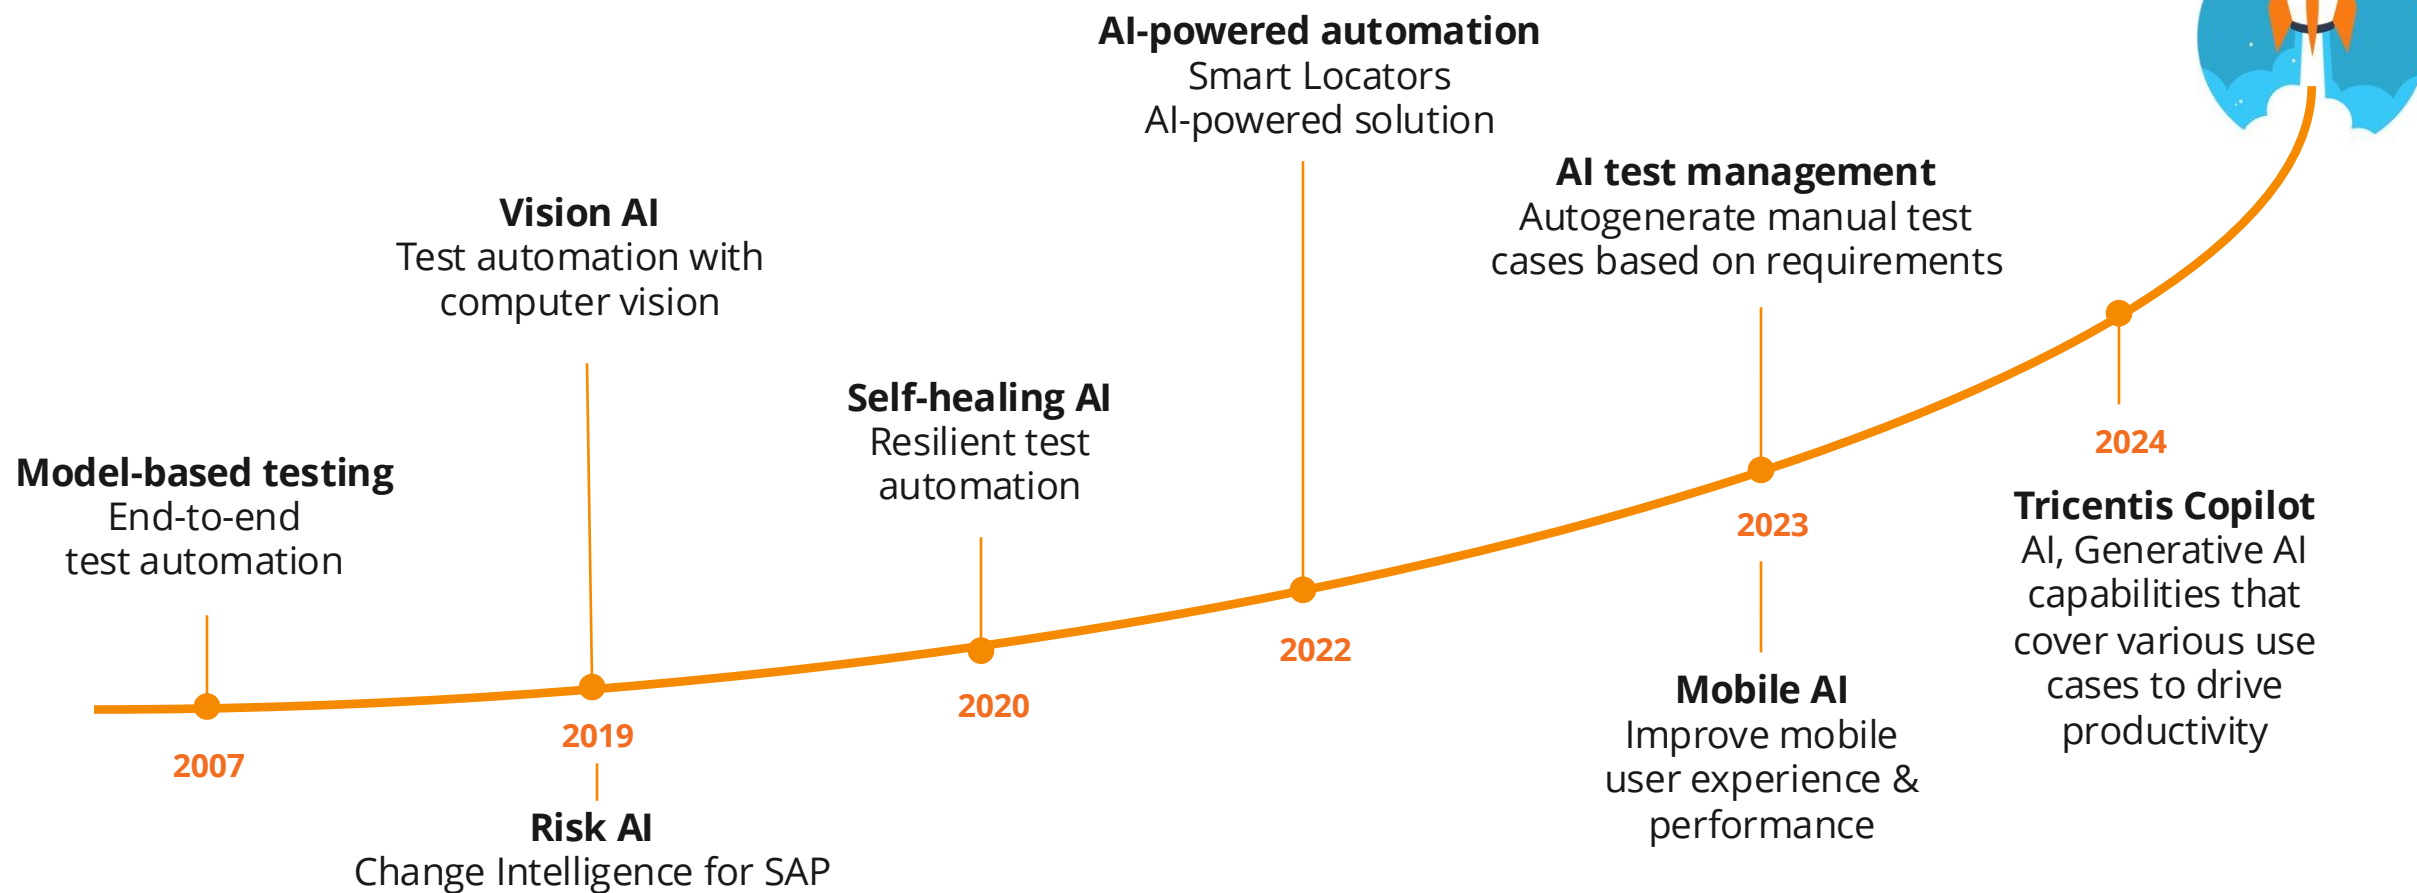 Model-based testing
End-to-end
test automation
2007
Vision AI
Test automation with
computer vision
2019
Risk AI
Change Intelligence for SAP
Self-healing AI
Resilient test
automation
2020
AI-powered automation
Smart Locators
AI-powered solution
2022
AI test management
Autogenerate manual test
cases based on requirements
2023
Mobile AI
Improve mobile
user experience &
performance
2024
Tricentis Copilot
AI, Generative AI
capabilities that
cover various use
cases to drive
productivity